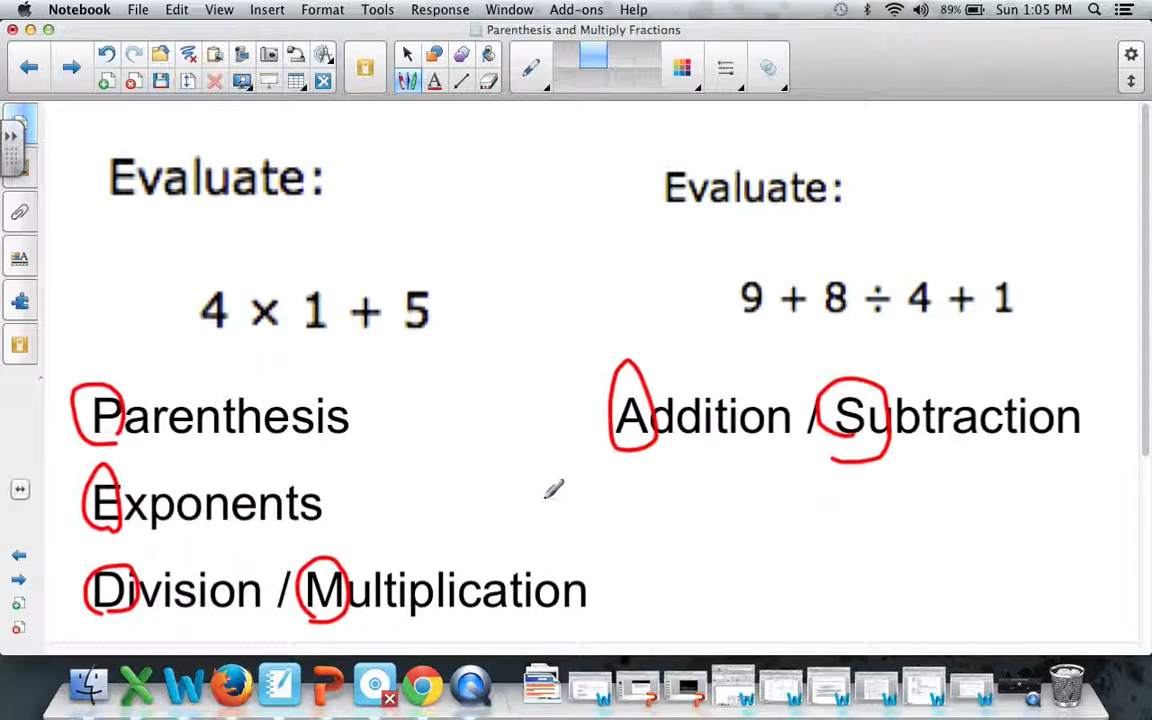 Notebook File Edit View Insert Format Tools Response Window Add-ons Help 89% Sun 1:05 PM
Parenthesis and Multiply Fractions
Evaluate:
4 × 1 + 5
Parenthesis
Exponents
Division / Multiplication
Evaluate:
9 + 8 ÷ 4 + 1
Addition / Subtraction